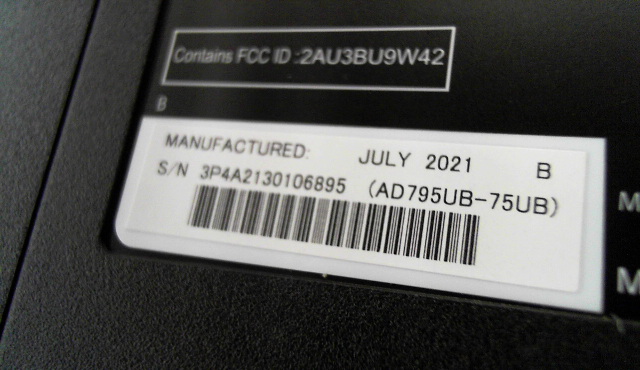 Contains FCC ID :2AU3BU9W42
B
MANUFACTURED: JULY 2021 B
S/N 3P4A2130106895 (AD795UB-75UB)
M
M